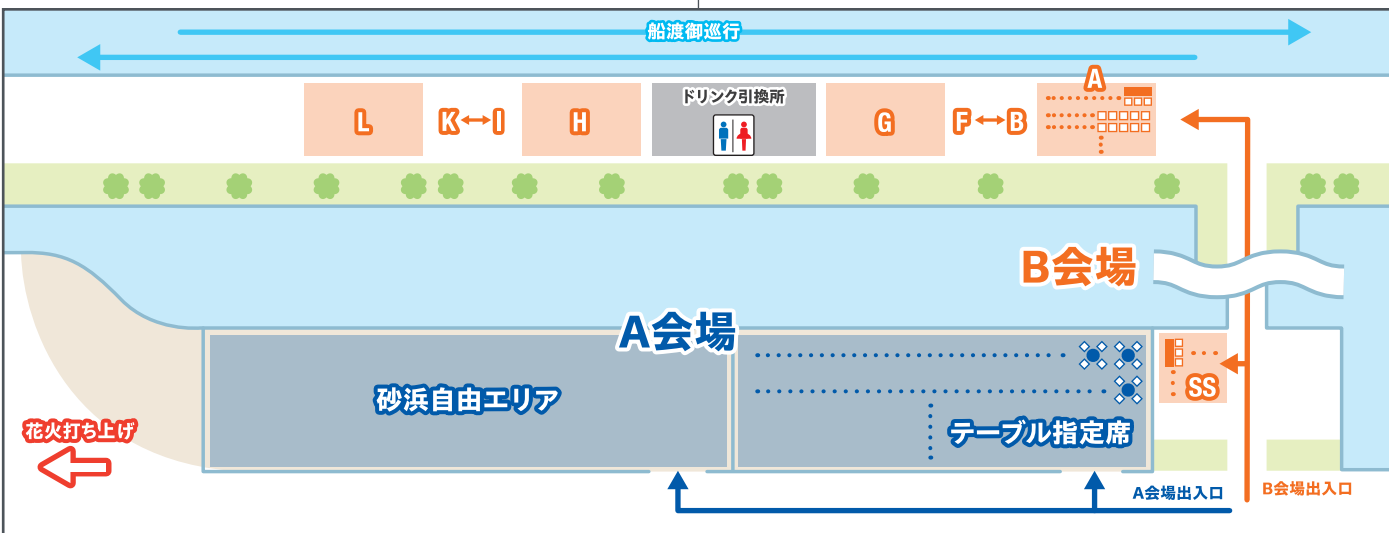 船渡御巡行
A
L
K↔I
H
ドリンク引換所
G
F↔B
B会場
A会場
砂浜自由エリア
テーブル指定席
SS
花火打ち上げ
A会場出入口
B会場出入口